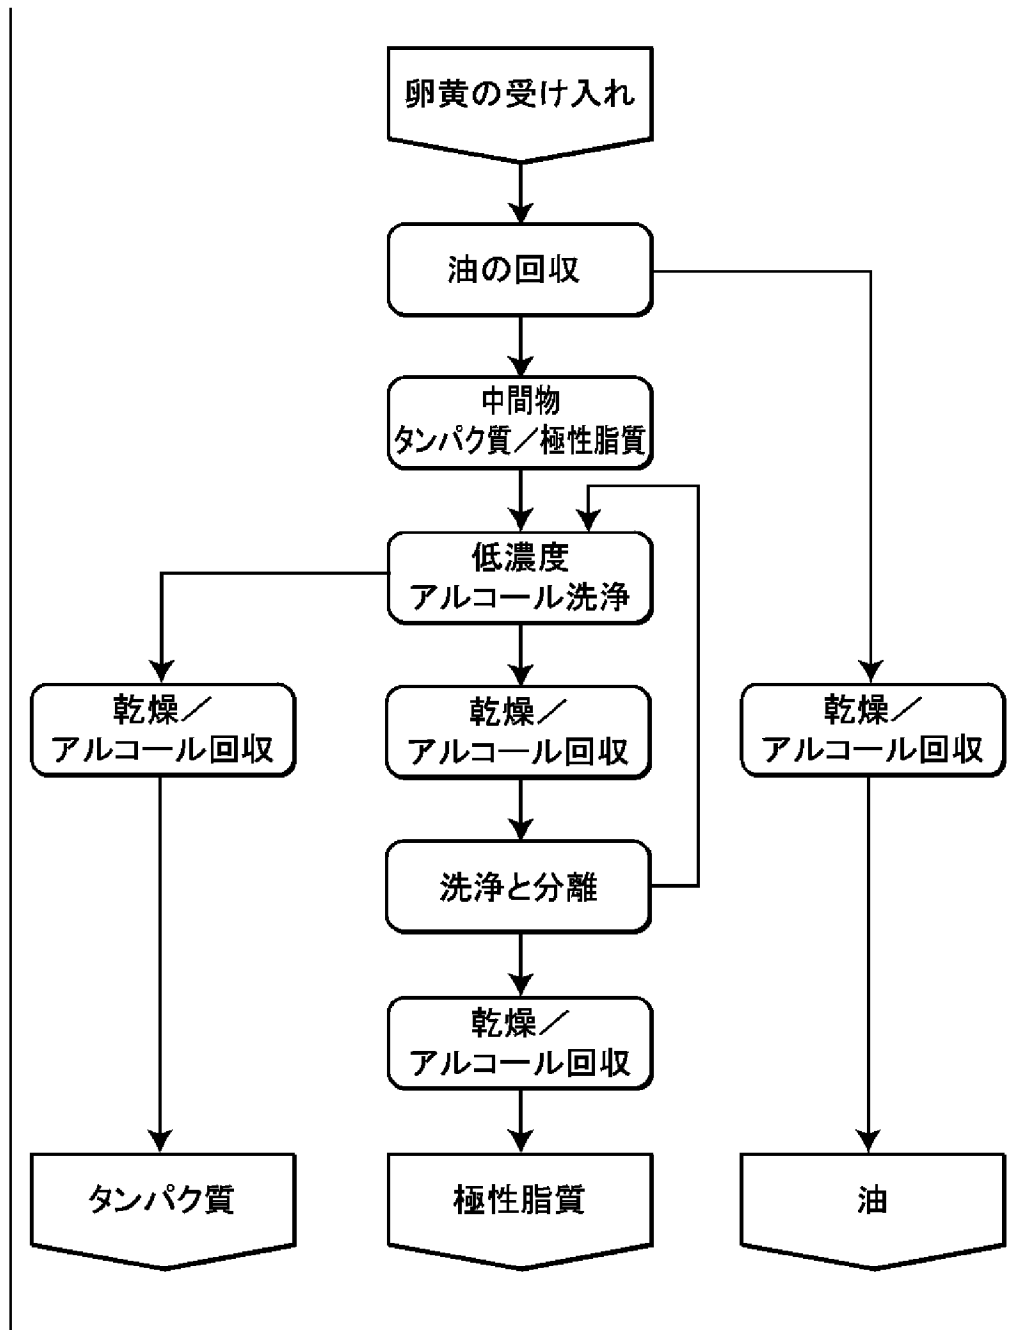 卵黄の受け入れ
油の回収
中間物
タンパク質／極性脂質
低濃度
アルコール洗浄
乾燥／
アルコール回収
乾燥／
アルコール回収
乾燥／
アルコール回収
洗浄と分離
乾燥／
アルコール回収
タンパク質
極性脂質
油